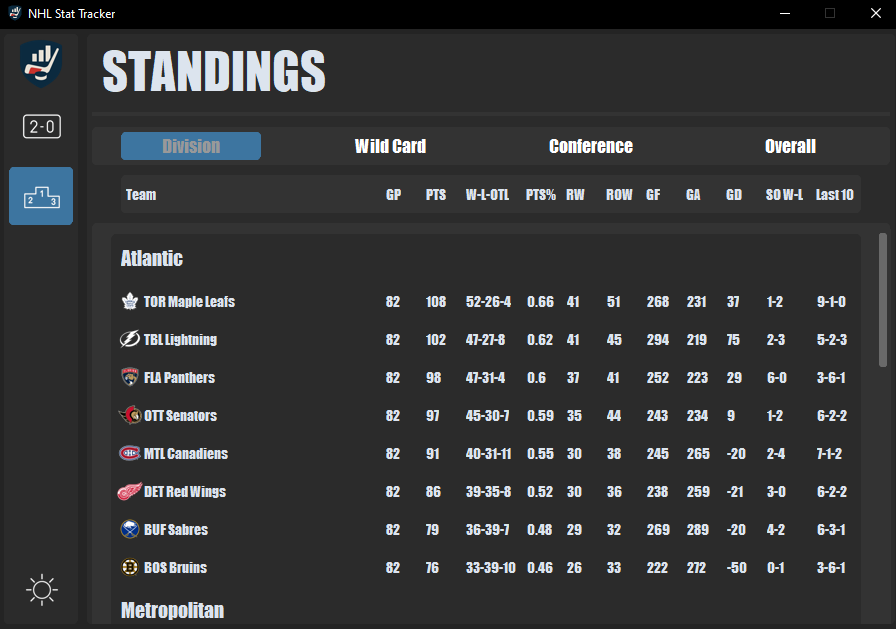 NHL Stat Tracker
STANDINGS
2-0
2 1 3
Division Wild Card Conference Overall
Team GP PTS W-L-OTL PTS% RW ROW GF GA GD SO W-L Last 10
Atlantic
TOR Maple Leafs 82 108 52-26-4 0.66 41 51 268 231 37 1-2 9-1-0
TBL Lightning 82 102 47-27-8 0.62 41 45 294 219 75 2-3 5-2-3
FLA Panthers 82 98 47-31-4 0.6 37 41 252 223 29 6-0 3-6-1
OTT Senators 82 97 45-30-7 0.59 35 44 243 234 9 1-2 6-2-2
MTL Canadiens 82 91 40-31-11 0.55 30 38 245 265 -20 2-4 7-1-2
DET Red Wings 82 86 39-35-8 0.52 30 36 238 259 -21 3-0 6-2-2
BUF Sabres 82 79 36-39-7 0.48 29 32 269 289 -20 4-2 6-3-1
BOS Bruins 82 76 33-39-10 0.46 26 33 222 272 -50 0-1 3-6-1
Metropolitan